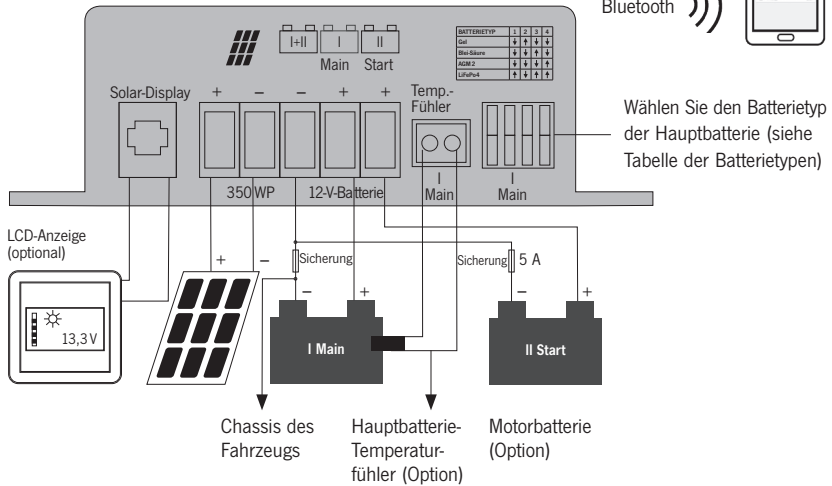 Bluetooth
I+II I II
Main Start
BATTERIETYP 1 2 3 4
Gel
Blei-Säure
AGM 2
LiFePo4
Solar-Display
+ − − + +
Temp.-
Fühler
Wählen Sie den Batterietyp
der Hauptbatterie (siehe
Tabelle der Batterietypen)
350 WP
12-V-Batterie
I
Main
I
Main
LCD-Anzeige
(optional)
+ −
Sicherung
Sicherung 5 A
− +
− +
13,3 V
I Main
II Start
Chassis des
Fahrzeugs
Hauptbatterie-
Temperatur-
fühler (Option)
Motorbatterie
(Option)